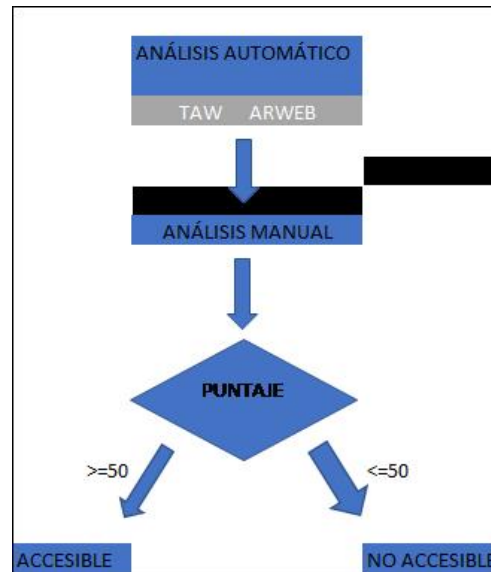 ANÁLISIS AUTOMÁTICO
TAW ARWEB
ANÁLISIS MANUAL
PUNTAJE
>=50 <=50
ACCESIBLE NO ACCESIBLE